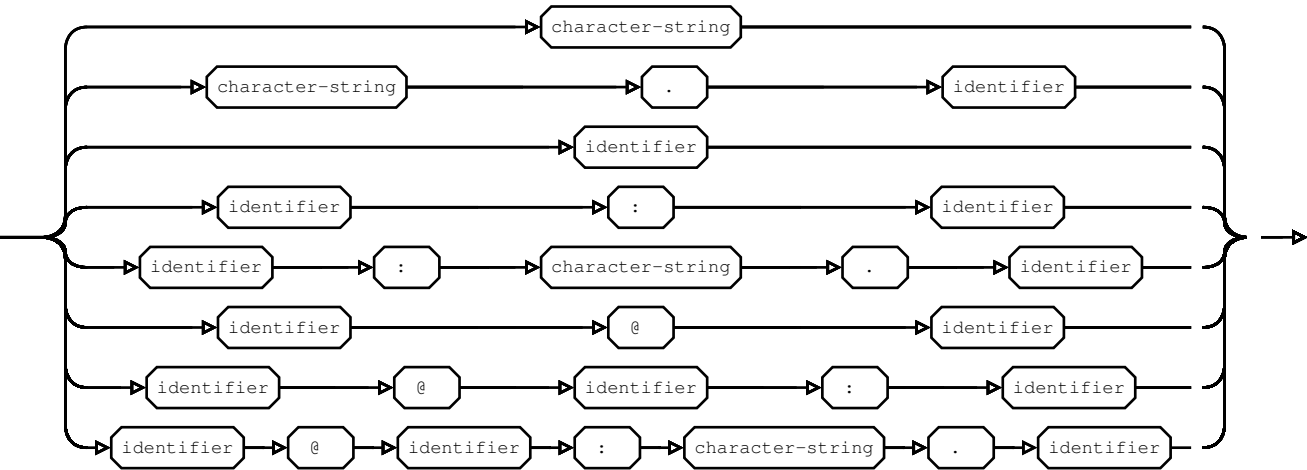 character-string
character-string . identifier
identifier
identifier : identifier
identifier : character-string . identifier
identifier @ identifier
identifier @ identifier : identifier
identifier @ identifier : character-string . identifier